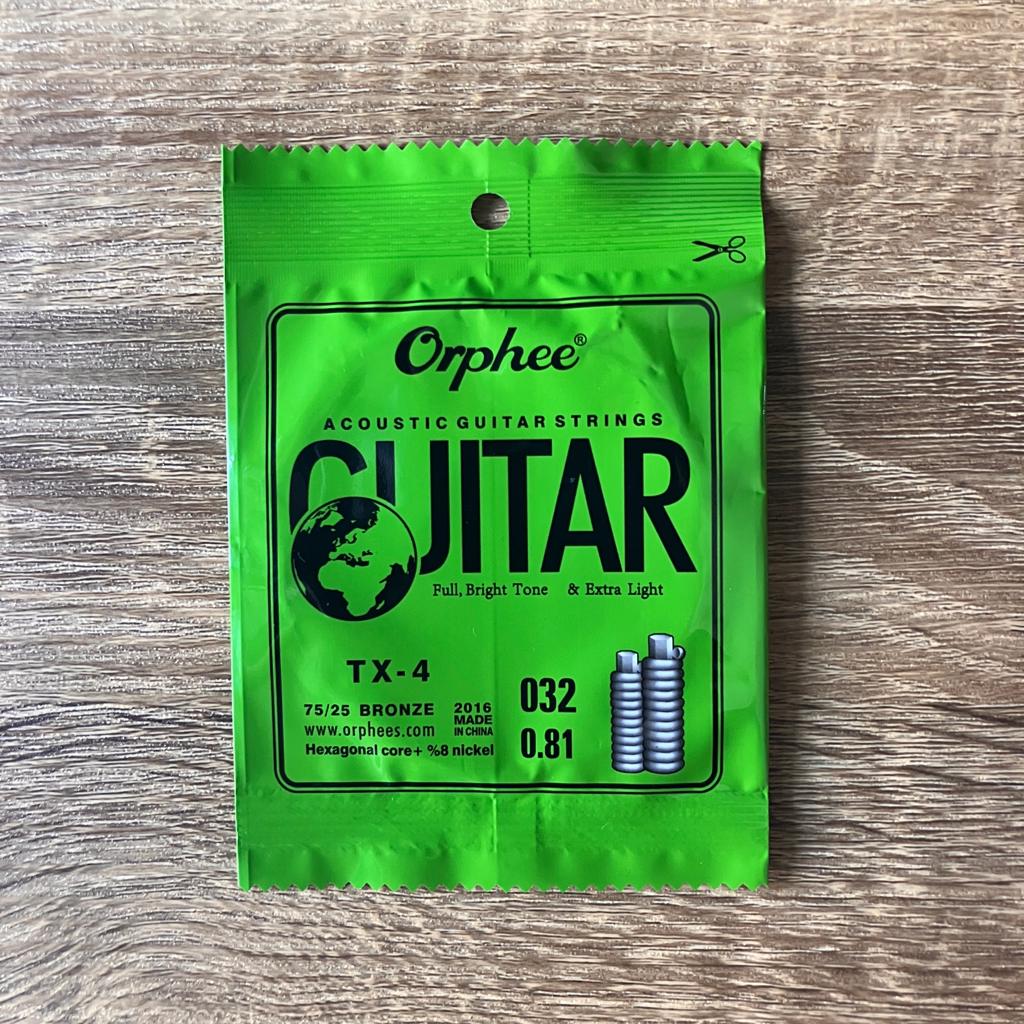 Orphee®
ACOUSTIC GUITAR STRINGS
GUITAR
Full, Bright Tone & Extra Light
TX-4
75/25 BRONZE
www.orphees.com
Hexagonal core+ %8 nickel
2016
MADE
IN CHINA
032
0.81